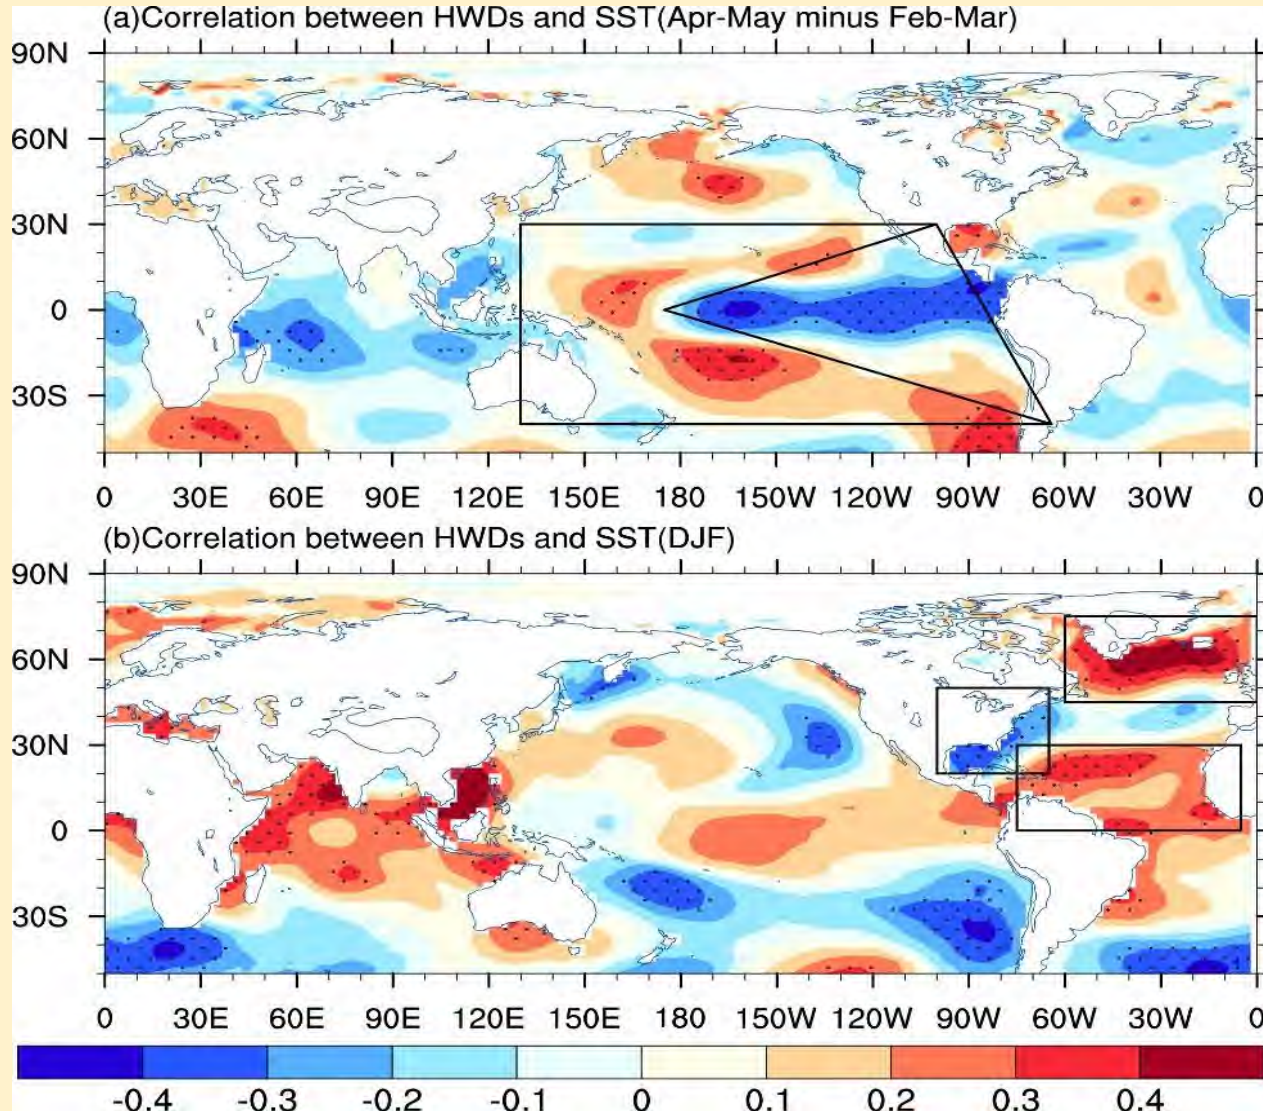 (a)Correlation between HWDs and SST(Apr-May minus Feb-Mar)
90N
60N
30N
0
30S
0 30E 60E 90E 120E 150E 180 150W 120W 90W 60W 30W 0
(b)Correlation between HWDs and SST(DJF)
90N
60N
30N
0
30S
0 30E 60E 90E 120E 150E 180 150W 120W 90W 60W 30W 0
-0.4 -0.3 -0.2 -0.1 0 0.1 0.2 0.3 0.4